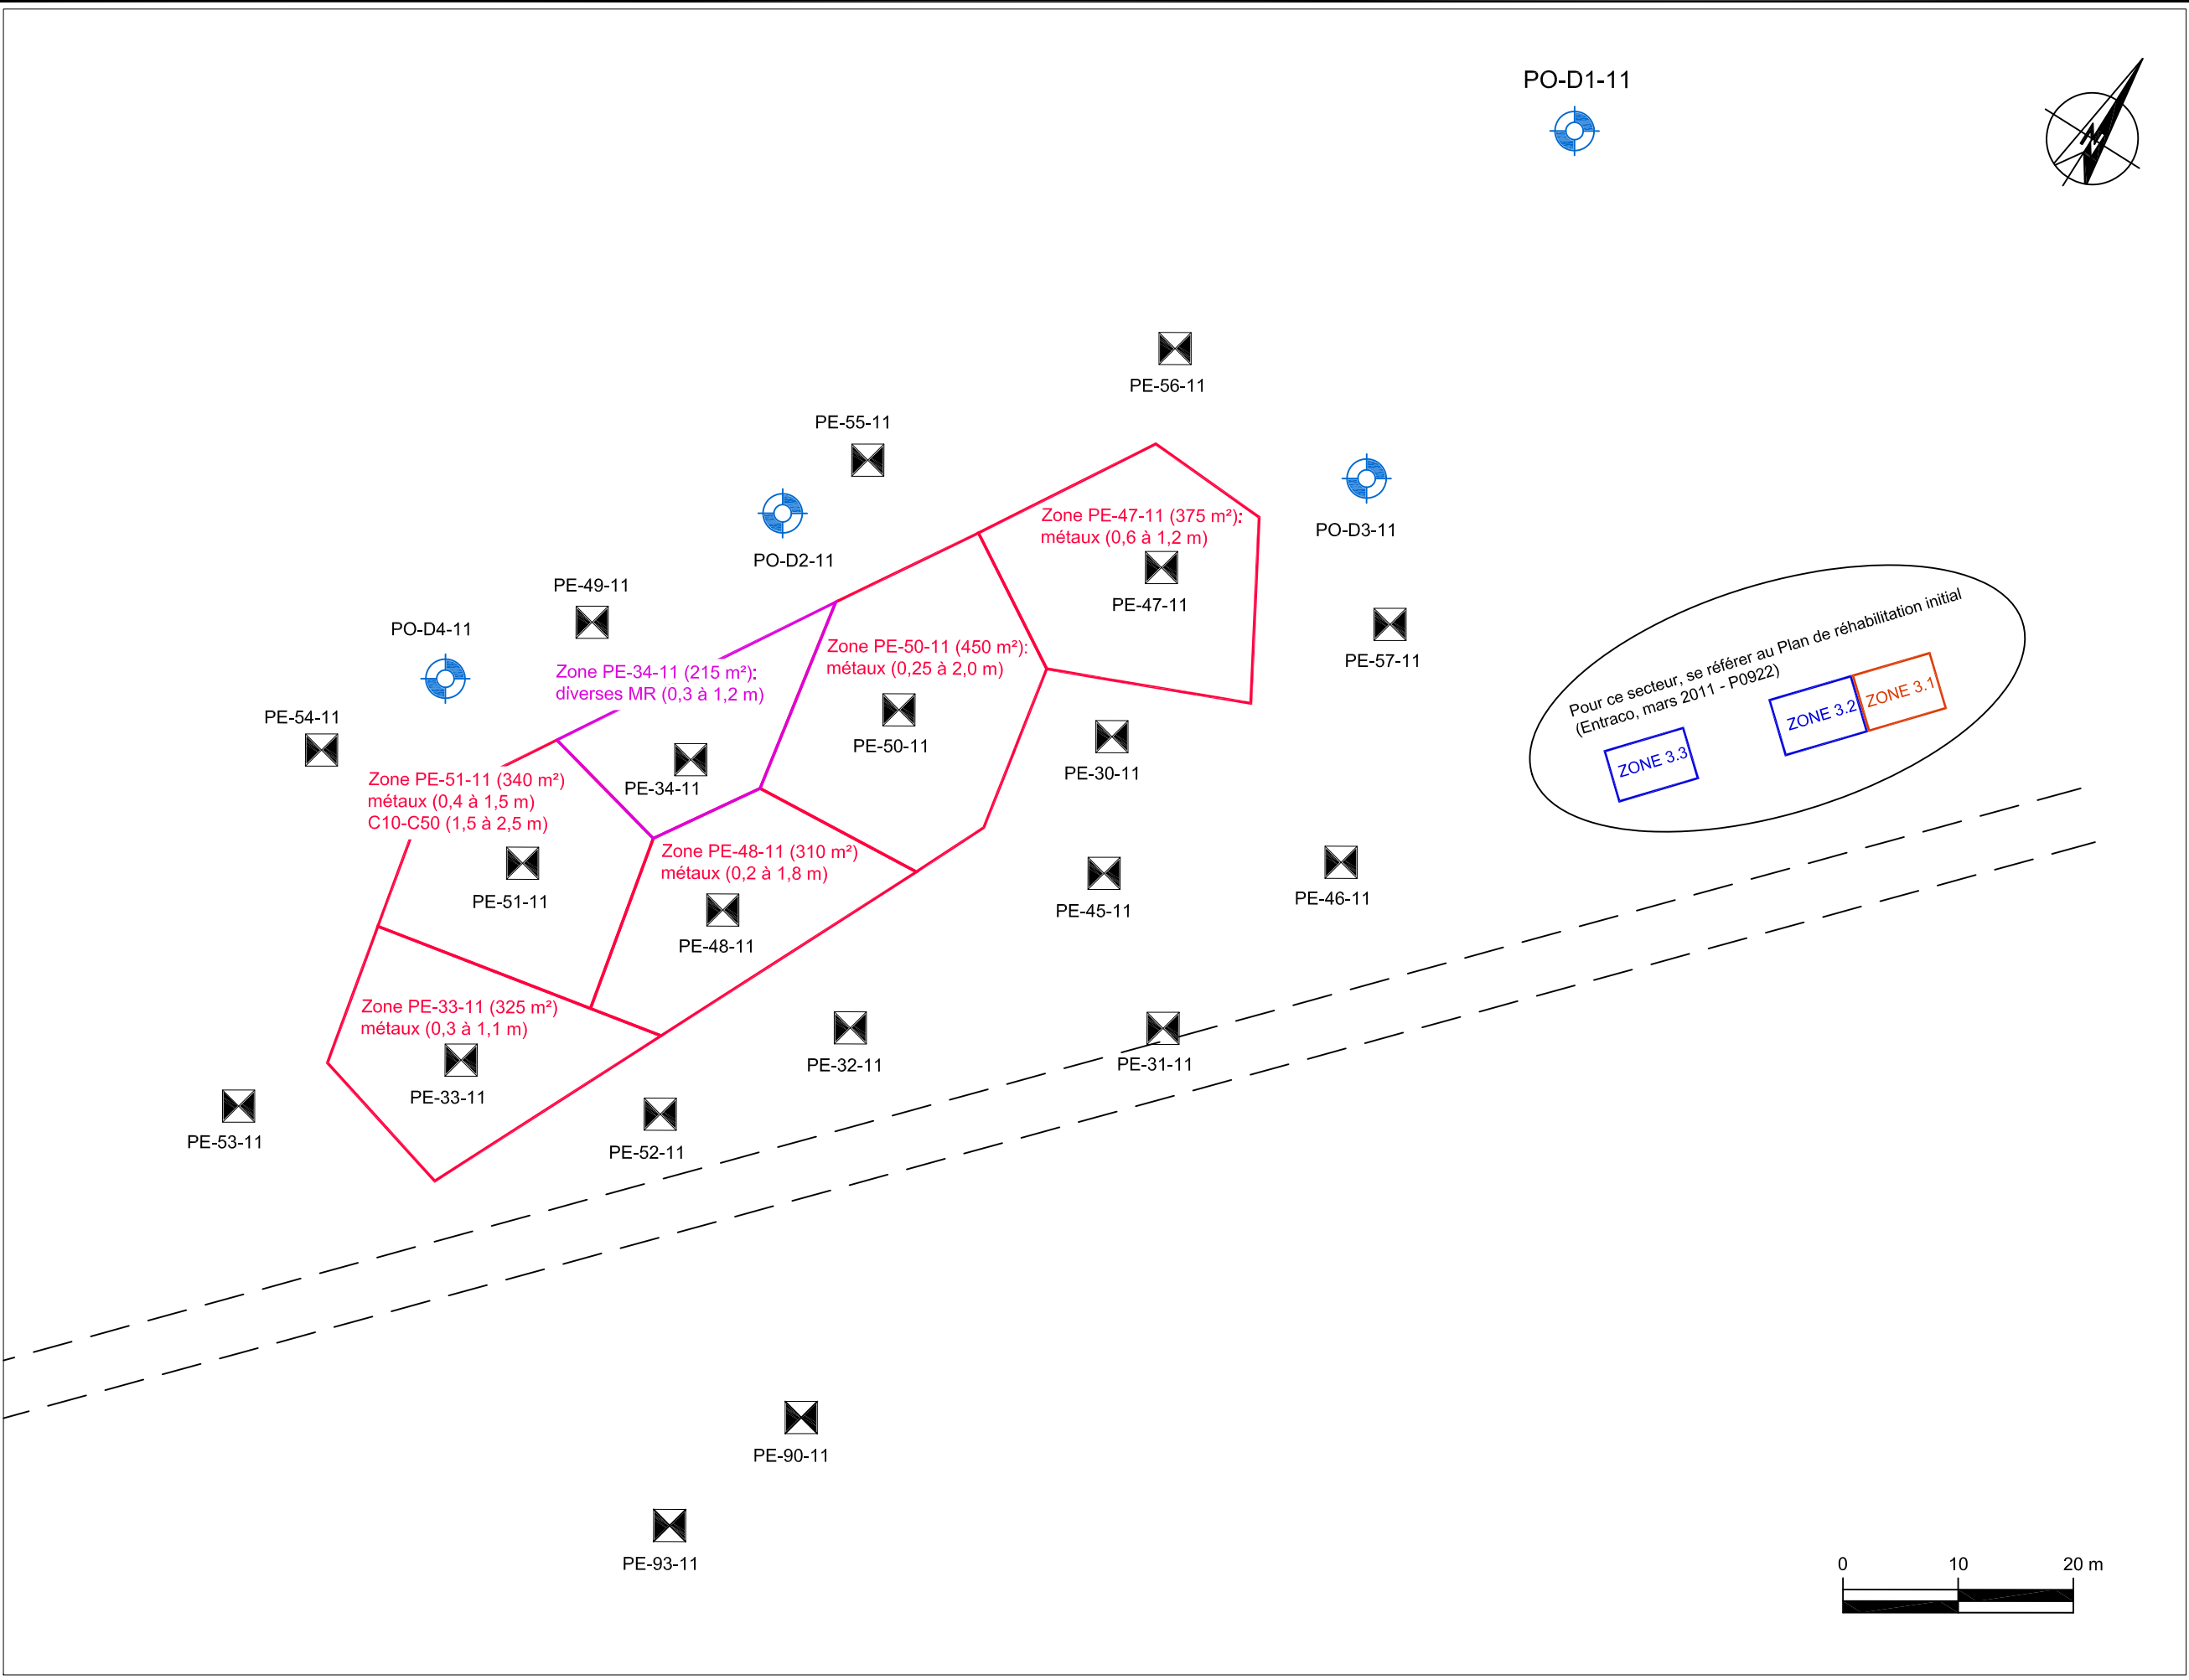 PO-D1-11
N
PE-56-11
PE-55-11
Zone PE-47-11 (375 m²):
métaux (0,6 à 1,2 m)
PO-D3-11
PO-D2-11
PE-49-11
PE-47-11
PO-D4-11
Zone PE-50-11 (450 m²):
métaux (0,25 à 2,0 m)
PE-57-11
Pour ce secteur, se référer au Plan de réhabilitation initial
(Entraco, mars 2011 - P0922)
ZONE 3.1
ZONE 3.2
ZONE 3.3
Zone PE-34-11 (215 m²):
diverses MR (0,3 à 1,2 m)
PE-54-11
PE-50-11
PE-30-11
Zone PE-51-11 (340 m²)
métaux (0,4 à 1,5 m)
C10-C50 (1,5 à 2,5 m)
PE-34-11
Zone PE-48-11 (310 m²)
métaux (0,2 à 1,8 m)
PE-51-11
PE-45-11
PE-46-11
PE-48-11
Zone PE-33-11 (325 m²)
métaux (0,3 à 1,1 m)
PE-32-11
PE-31-11
PE-33-11
PE-53-11
PE-52-11
PE-90-11
PE-93-11
0 10 20 m